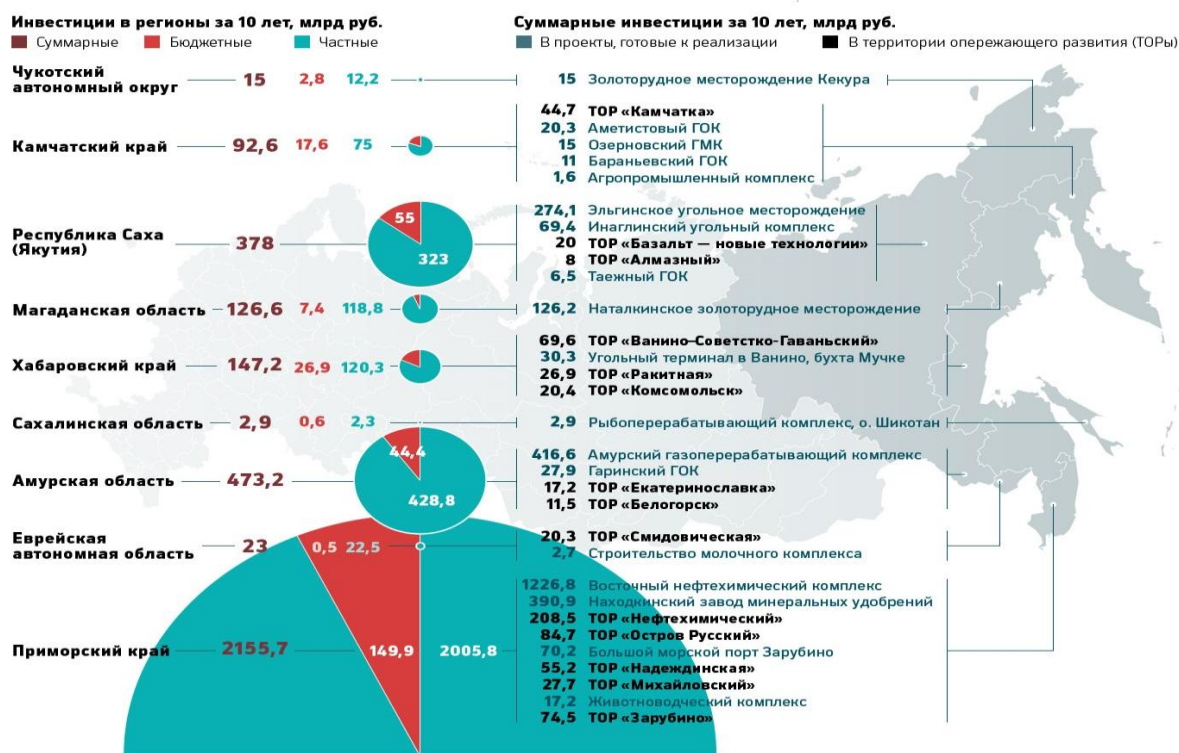 Инвестиции в регионы за 10 лет, млрд руб.
Суммарные Бюджетные Частные
Суммарные инвестиции за 10 лет, млрд руб.
В проекты, готовые к реализации В территории опережающего развития (ТОРы)
Чукотский
автономный округ 15 2,8 12,2
15 Золоторудное месторождение Кекура
Камчатский край 92,6 17,6 75
44,7 ТОР «Камчатка»
20,3 Аметистовый ГОК
15 Озерновский ГМК
11 Бараньевский ГОК
1,6 Агропромышленный комплекс
Республика Саха
(Якутия) 378 55 323
274,1 Эльгинское угольное месторождение
69,4 Инаглинский угольный комплекс
20 ТОР «Базальт — новые технологии»
8 ТОР «Алмазный»
6,5 Таежный ГОК
Магаданская область 126,6 7,4 118,8
126,2 Наталкинское золоторудное месторождение
Хабаровский край 147,2 26,9 120,3
69,6 ТОР «Ванино–Советстко-Гаваньский»
30,3 Угольный терминал в Ванино, бухта Мучке
26,9 ТОР «Ракитная»
20,4 ТОР «Комсомольск»
Сахалинская область 2,9 0,6 2,3
2,9 Рыбоперерабатывающий комплекс, о. Шикотан
Амурская область 473,2 44,4 428,8
416,6 Амурский газоперерабатывающий комплекс
27,9 Гаринский ГОК
17,2 ТОР «Екатеринославка»
11,5 ТОР «Белогорск»
Еврейская
автономная область 23 0,5 22,5
20,3 ТОР «Смидовическая»
2,7 Строительство молочного комплекса
Приморский край 2155,7 149,9 2005,8
1226,8 Восточный нефтехимический комплекс
390,9 Находкинский завод минеральных удобрений
208,5 ТОР «Нефтехимический»
84,7 ТОР «Остров Русский»
70,2 Большой морской порт Зарубино
55,2 ТОР «Надеждинская»
27,7 ТОР «Михайловский»
17,2 Животноводческий комплекс
74,5 ТОР «Зарубино»